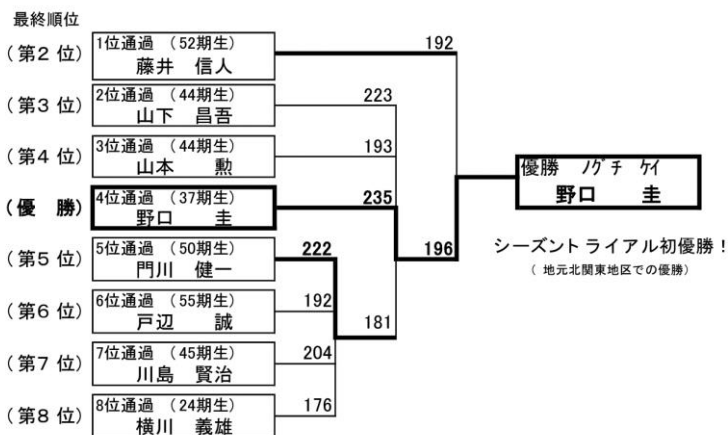 最終順位
(第2 位) 1位通過 (52期生) 192
藤井 信人
(第3 位) 2位通過 (44期生) 223
山下 昌吾
(第4 位) 3位通過 (44期生) 193
山本 勲
(優 勝) 4位通過 (37期生) 235
野口 圭
優勝 ノグチ ケイ
野口 圭
(第5 位) 5位通過 (50期生) 222 196
門川 健一
シーズントライアル初優勝!
( 地元北関東地区での優勝)
(第6 位) 6位通過 (55期生) 192 181
戸辺 誠
(第7 位) 7位通過 (45期生) 204
川島 賢治
(第8 位) 8位通過 (24期生) 176
横川 義雄